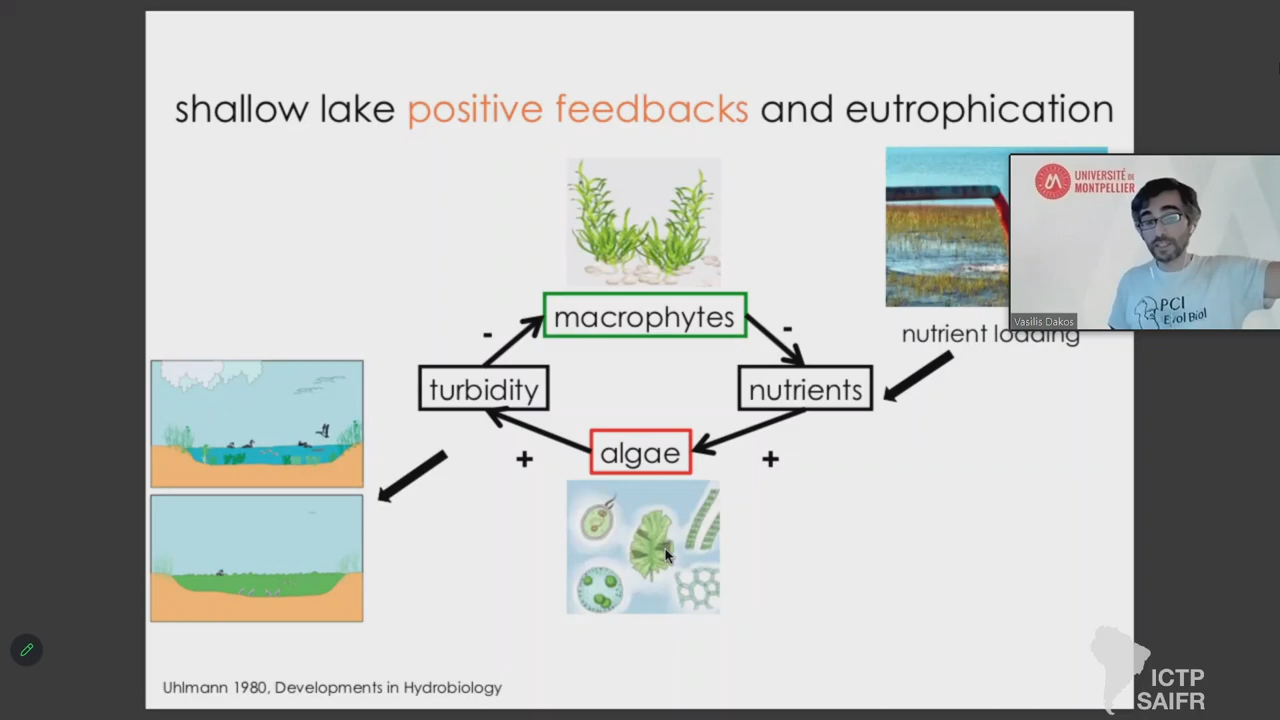 shallow lake positive feedbacks and eutrophication
UNIVERSITÉ DE
MONTPELLIER
PCI
Evol Biol
Vasilis Dakos
nutrient loading
macrophytes
-
-
turbidity
nutrients
algae
+
+
Uhlmann 1980, Developments in Hydrobiology
ICTP
SAIFR